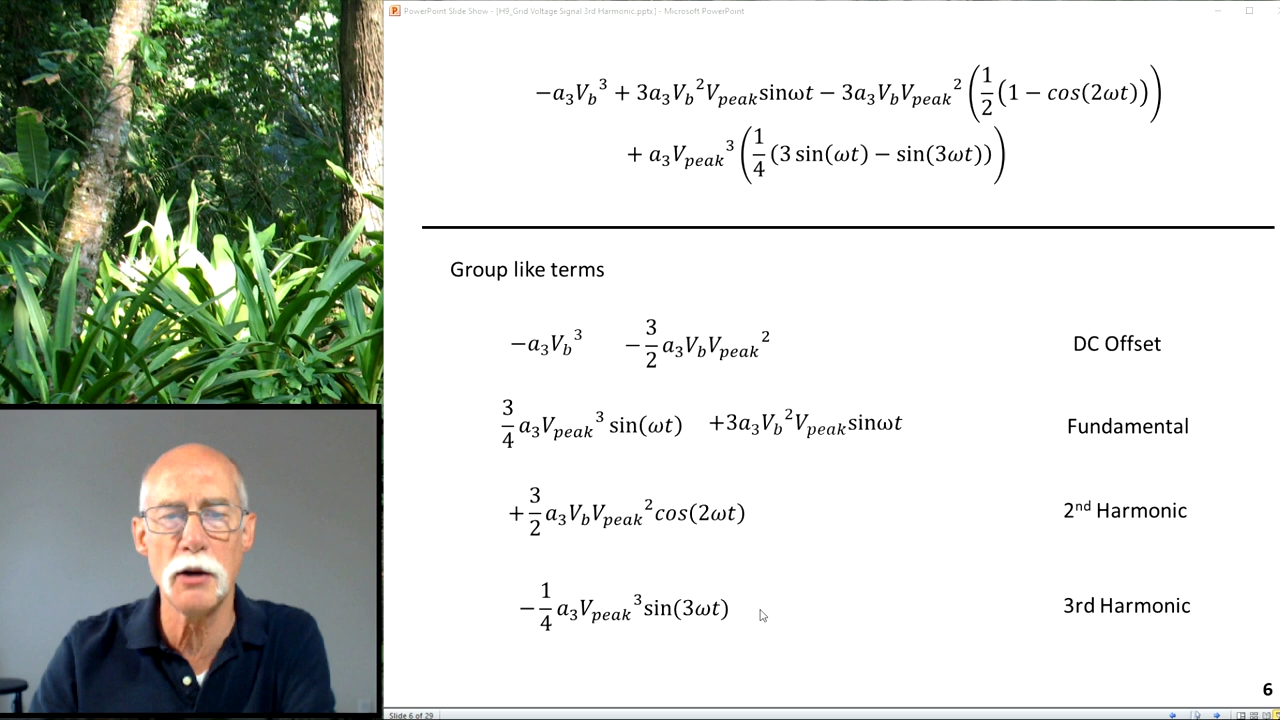 PowerPoint Slide Show - [H9_Grid Voltage Signal 3rd Harmonic.pptx] - Microsoft PowerPoint
−a₃V_b³ + 3a₃V_b²V_peak sinωt − 3a₃V_bV_peak²(1/2(1 − cos(2ωt)))
+ a₃V_peak³(1/4(3 sin(ωt) − sin(3ωt)))
Group like terms
−a₃V_b³ −3/2 a₃V_bV_peak² DC Offset
3/4 a₃V_peak³ sin(ωt) +3a₃V_b²V_peak sinωt Fundamental
+3/2 a₃V_bV_peak² cos(2ωt) 2nd Harmonic
−1/4 a₃V_peak³ sin(3ωt) 3rd Harmonic
6
Slide 6 of 29